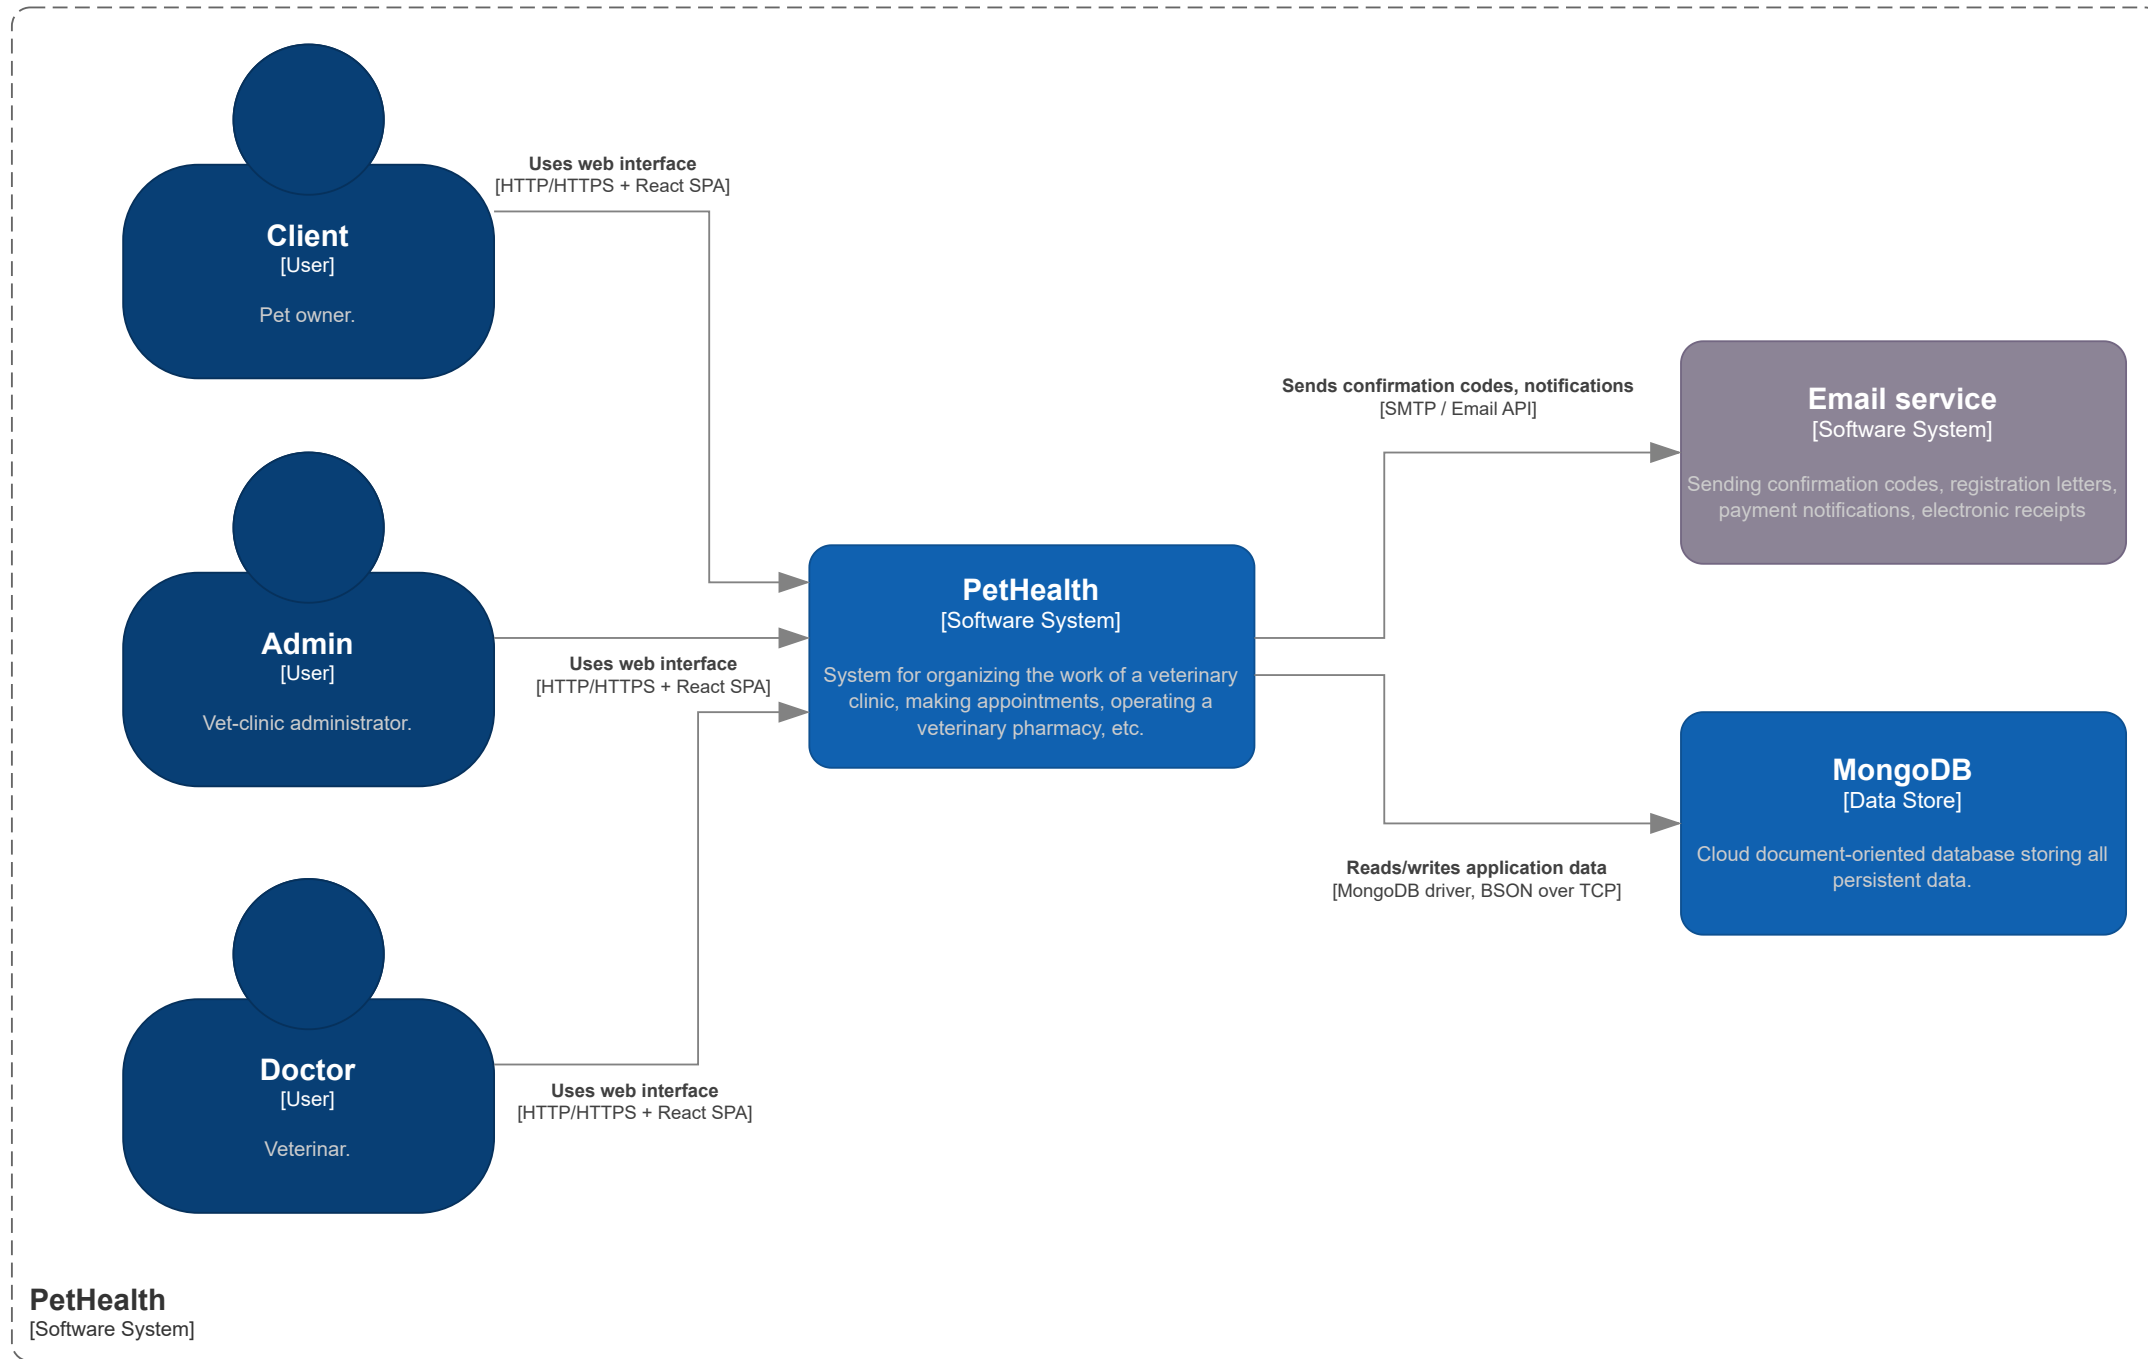 Uses web interface
[HTTP/HTTPS + React SPA]
Client
[User]
Pet owner.
Sends confirmation codes, notifications
[SMTP / Email API]
Email service
[Software System]
Sending confirmation codes, registration letters,
payment notifications, electronic receipts
Admin
[User]
Vet-clinic administrator.
Uses web interface
[HTTP/HTTPS + React SPA]
PetHealth
[Software System]
System for organizing the work of a veterinary
clinic, making appointments, operating a
veterinary pharmacy, etc.
MongoDB
[Data Store]
Cloud document-oriented database storing all
persistent data.
Reads/writes application data
[MongoDB driver, BSON over TCP]
Doctor
[User]
Veterinar.
Uses web interface
[HTTP/HTTPS + React SPA]
PetHealth
[Software System]